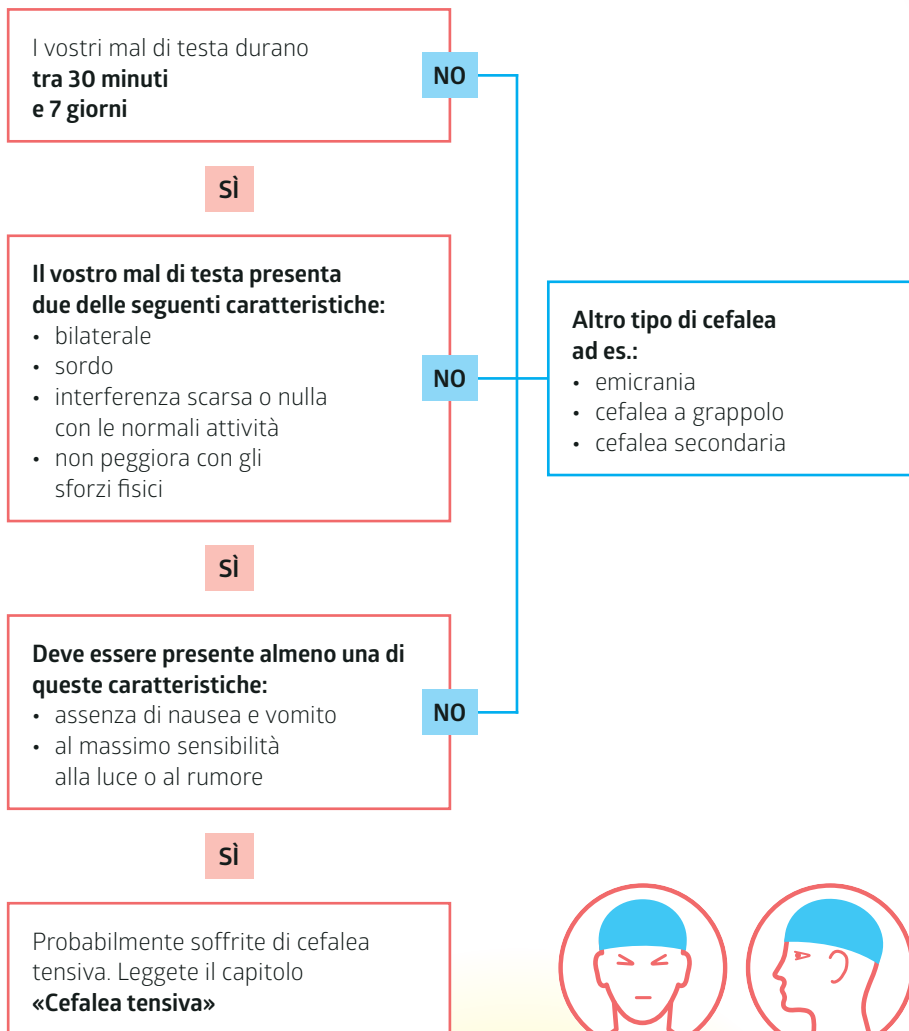 I vostri mal di testa durano
tra 30 minuti
e 7 giorni
NO
SÌ
Il vostro mal di testa presenta
due delle seguenti caratteristiche:
• bilaterale
• sordo
• interferenza scarsa o nulla
con le normali attività
• non peggiora con gli
sforzi fisici
NO
Altro tipo di cefalea
ad es.:
• emicrania
• cefalea a grappolo
• cefalea secondaria
SÌ
Deve essere presente almeno una di
queste caratteristiche:
• assenza di nausea e vomito
• al massimo sensibilità
alla luce o al rumore
NO
SÌ
Probabilmente soffrite di cefalea
tensiva. Leggete il capitolo
«Cefalea tensiva»